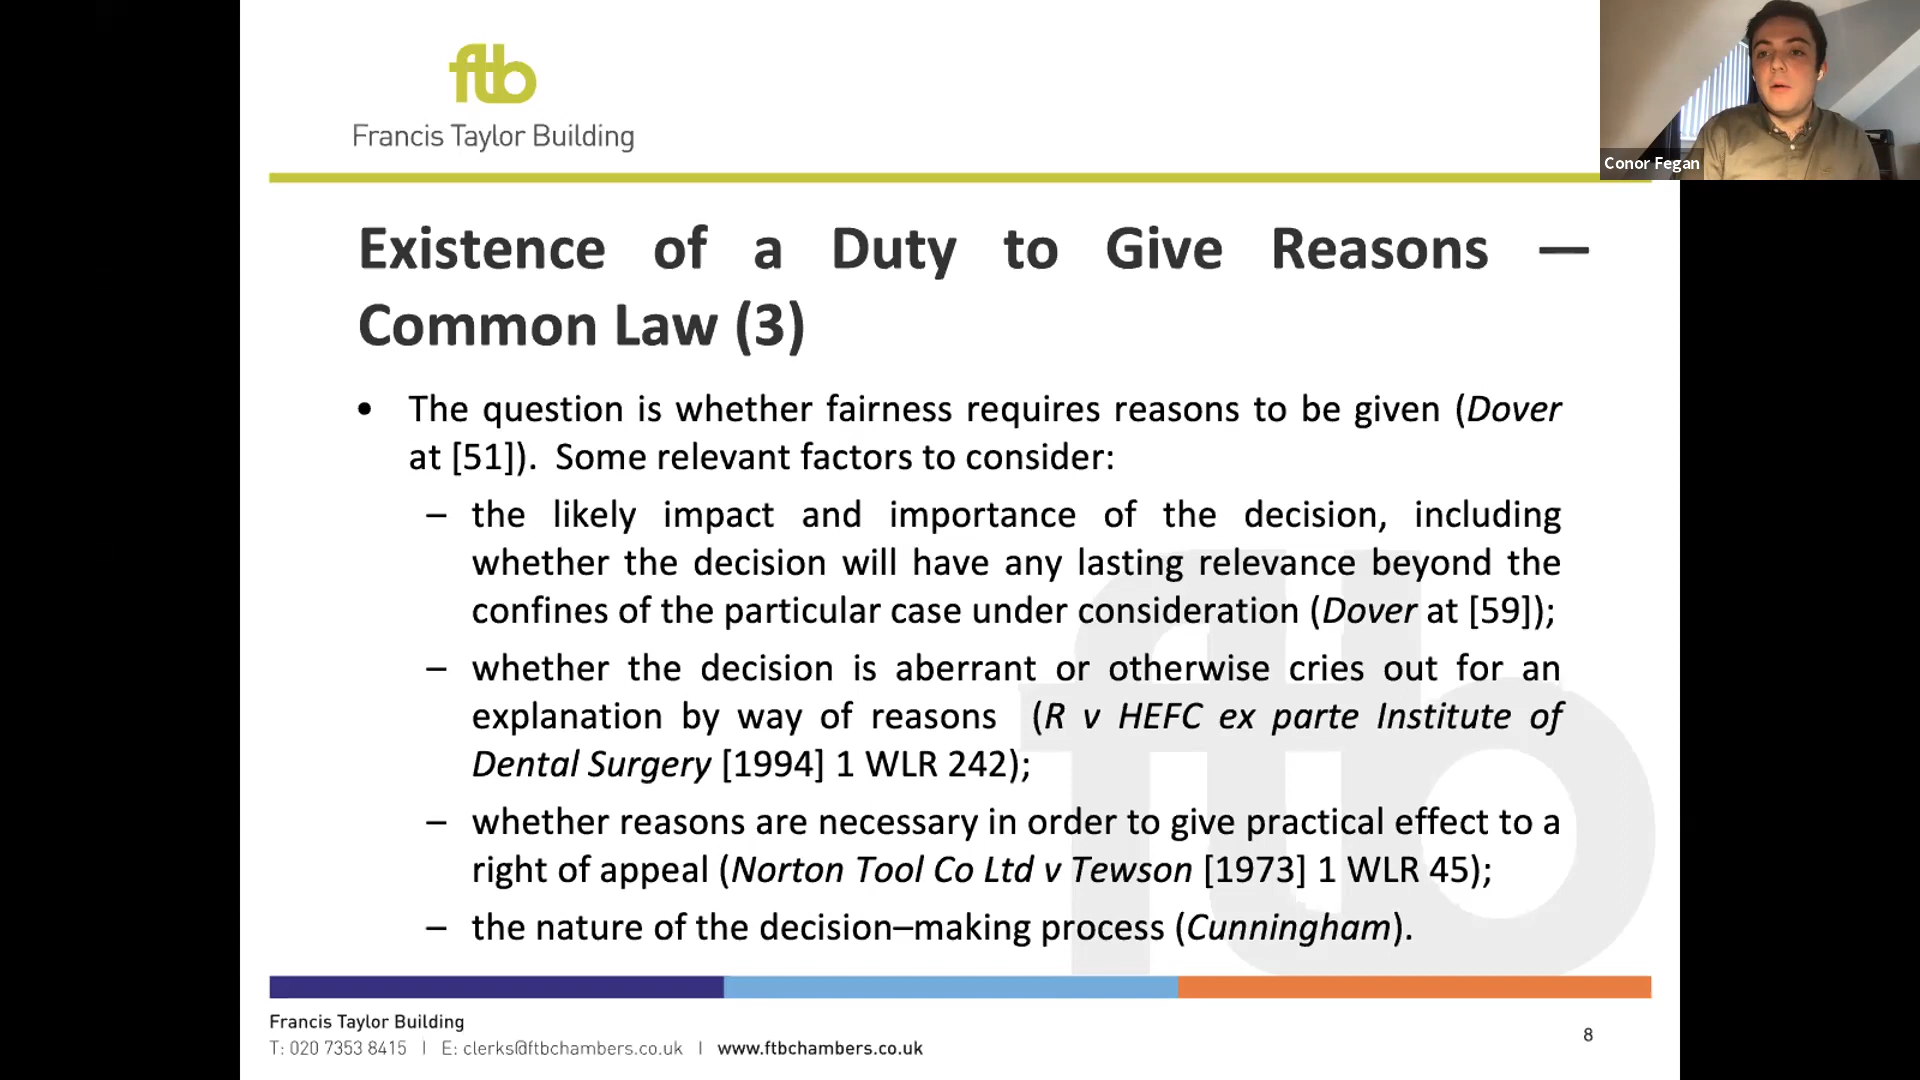 ftb
Francis Taylor Building
Conor Fegan
Existence of a Duty to Give Reasons —
Common Law (3)
• The question is whether fairness requires reasons to be given (Dover
at [51]). Some relevant factors to consider:
– the likely impact and importance of the decision, including
whether the decision will have any lasting relevance beyond the
confines of the particular case under consideration (Dover at [59]);
– whether the decision is aberrant or otherwise cries out for an
explanation by way of reasons (R v HEFC ex parte Institute of
Dental Surgery [1994] 1 WLR 242);
– whether reasons are necessary in order to give practical effect to a
right of appeal (Norton Tool Co Ltd v Tewson [1973] 1 WLR 45);
– the nature of the decision–making process (Cunningham).
ftb
Francis Taylor Building
T: 020 7353 8415 | E: clerks@ftbchambers.co.uk | www.ftbchambers.co.uk
8